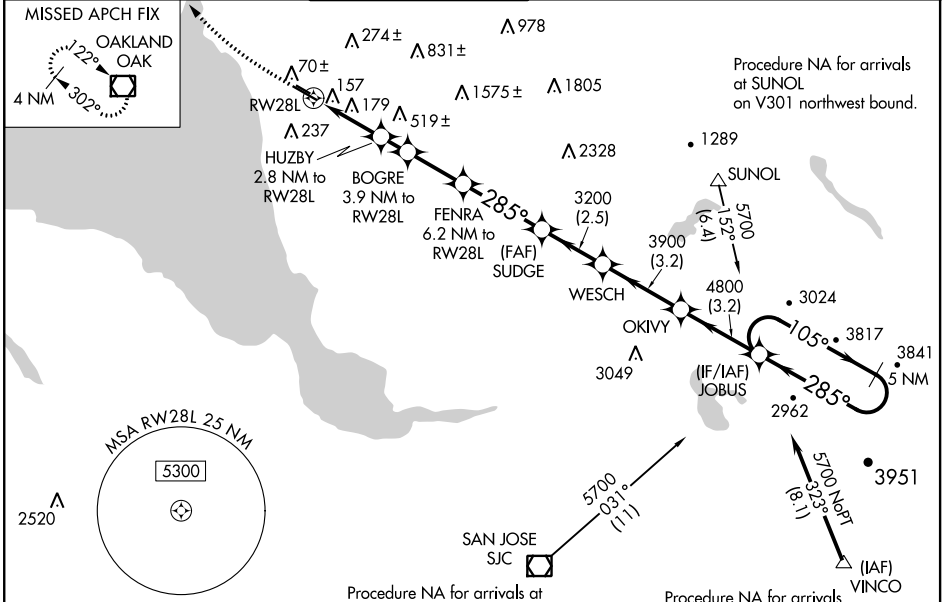 MISSED APCH FIX
OAKLAND
OAK
122°
302°
4 NM
274±
831±
978
70±
157
179
1575±
1805
519±
237
RW28L
2328
1289
Procedure NA for arrivals
at SUNOL
on V301 northwest bound.
HUZBY
2.8 NM to
RW28L
BOGRE
3.9 NM to
RW28L
FENRA
6.2 NM to
RW28L
285°
(FAF)
SUDGE
3200
(2.5)
WESCH
3900
(3.2)
OKIVY
4800
(3.2)
SUNOL
5700
152°
(6.4)
3024
3817
3841
105°
5 NM
285°
(IF/IAF)
JOBUS
2962
3049
3951
MSA RW28L 25 NM
5300
2520
5700
031°
(11)
SAN JOSE
SJC
5700 NoPT
323°
(8.1)
(IAF)
VINCO
Procedure NA for arrivals at
Procedure NA for arrivals